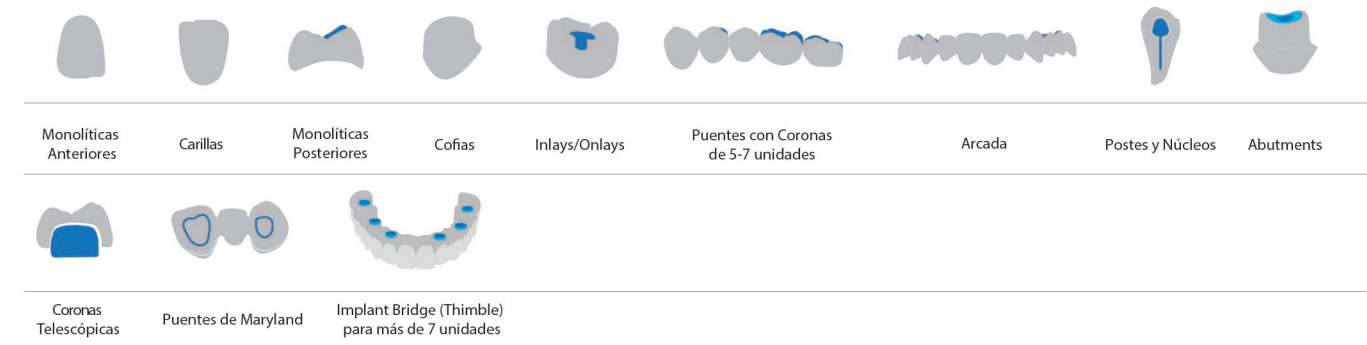 Monolíticas
Anteriores
Carillas
Monolíticas
Posteriores
Cofias
Inlays/Onlays
Puentes con Coronas
de 5-7 unidades
Arcada
Postes y Núcleos
Abutments
Coronas
Telescópicas
Puentes de Maryland
Implant Bridge (Thimble)
para más de 7 unidades